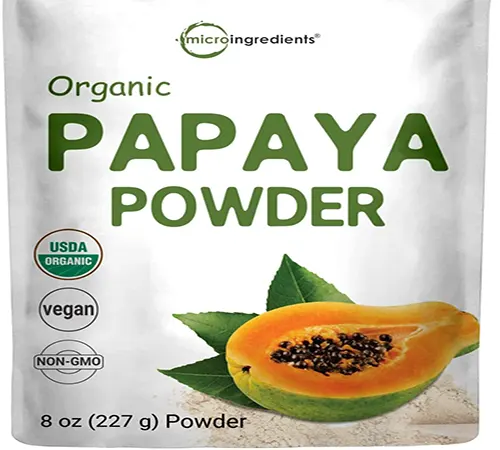 microingredients®
Organic
PAPAYA
POWDER
USDA
ORGANIC
vegan
NON-GMO
8 oz (227 g) Powder